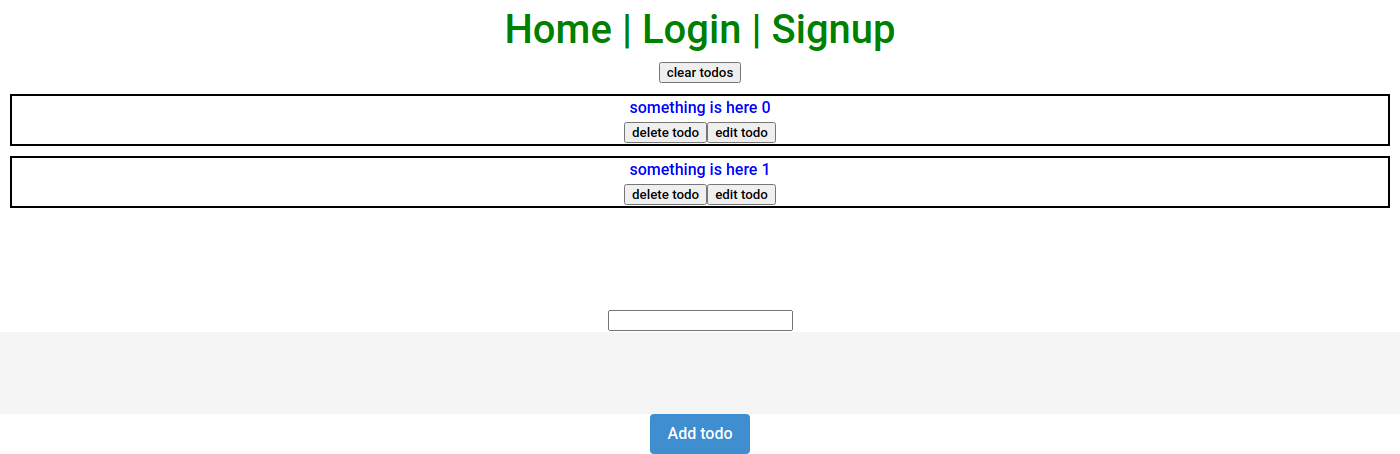 Home | Login | Signup
clear todos
something is here 0
delete todo edit todo
something is here 1
delete todo edit todo
Add todo